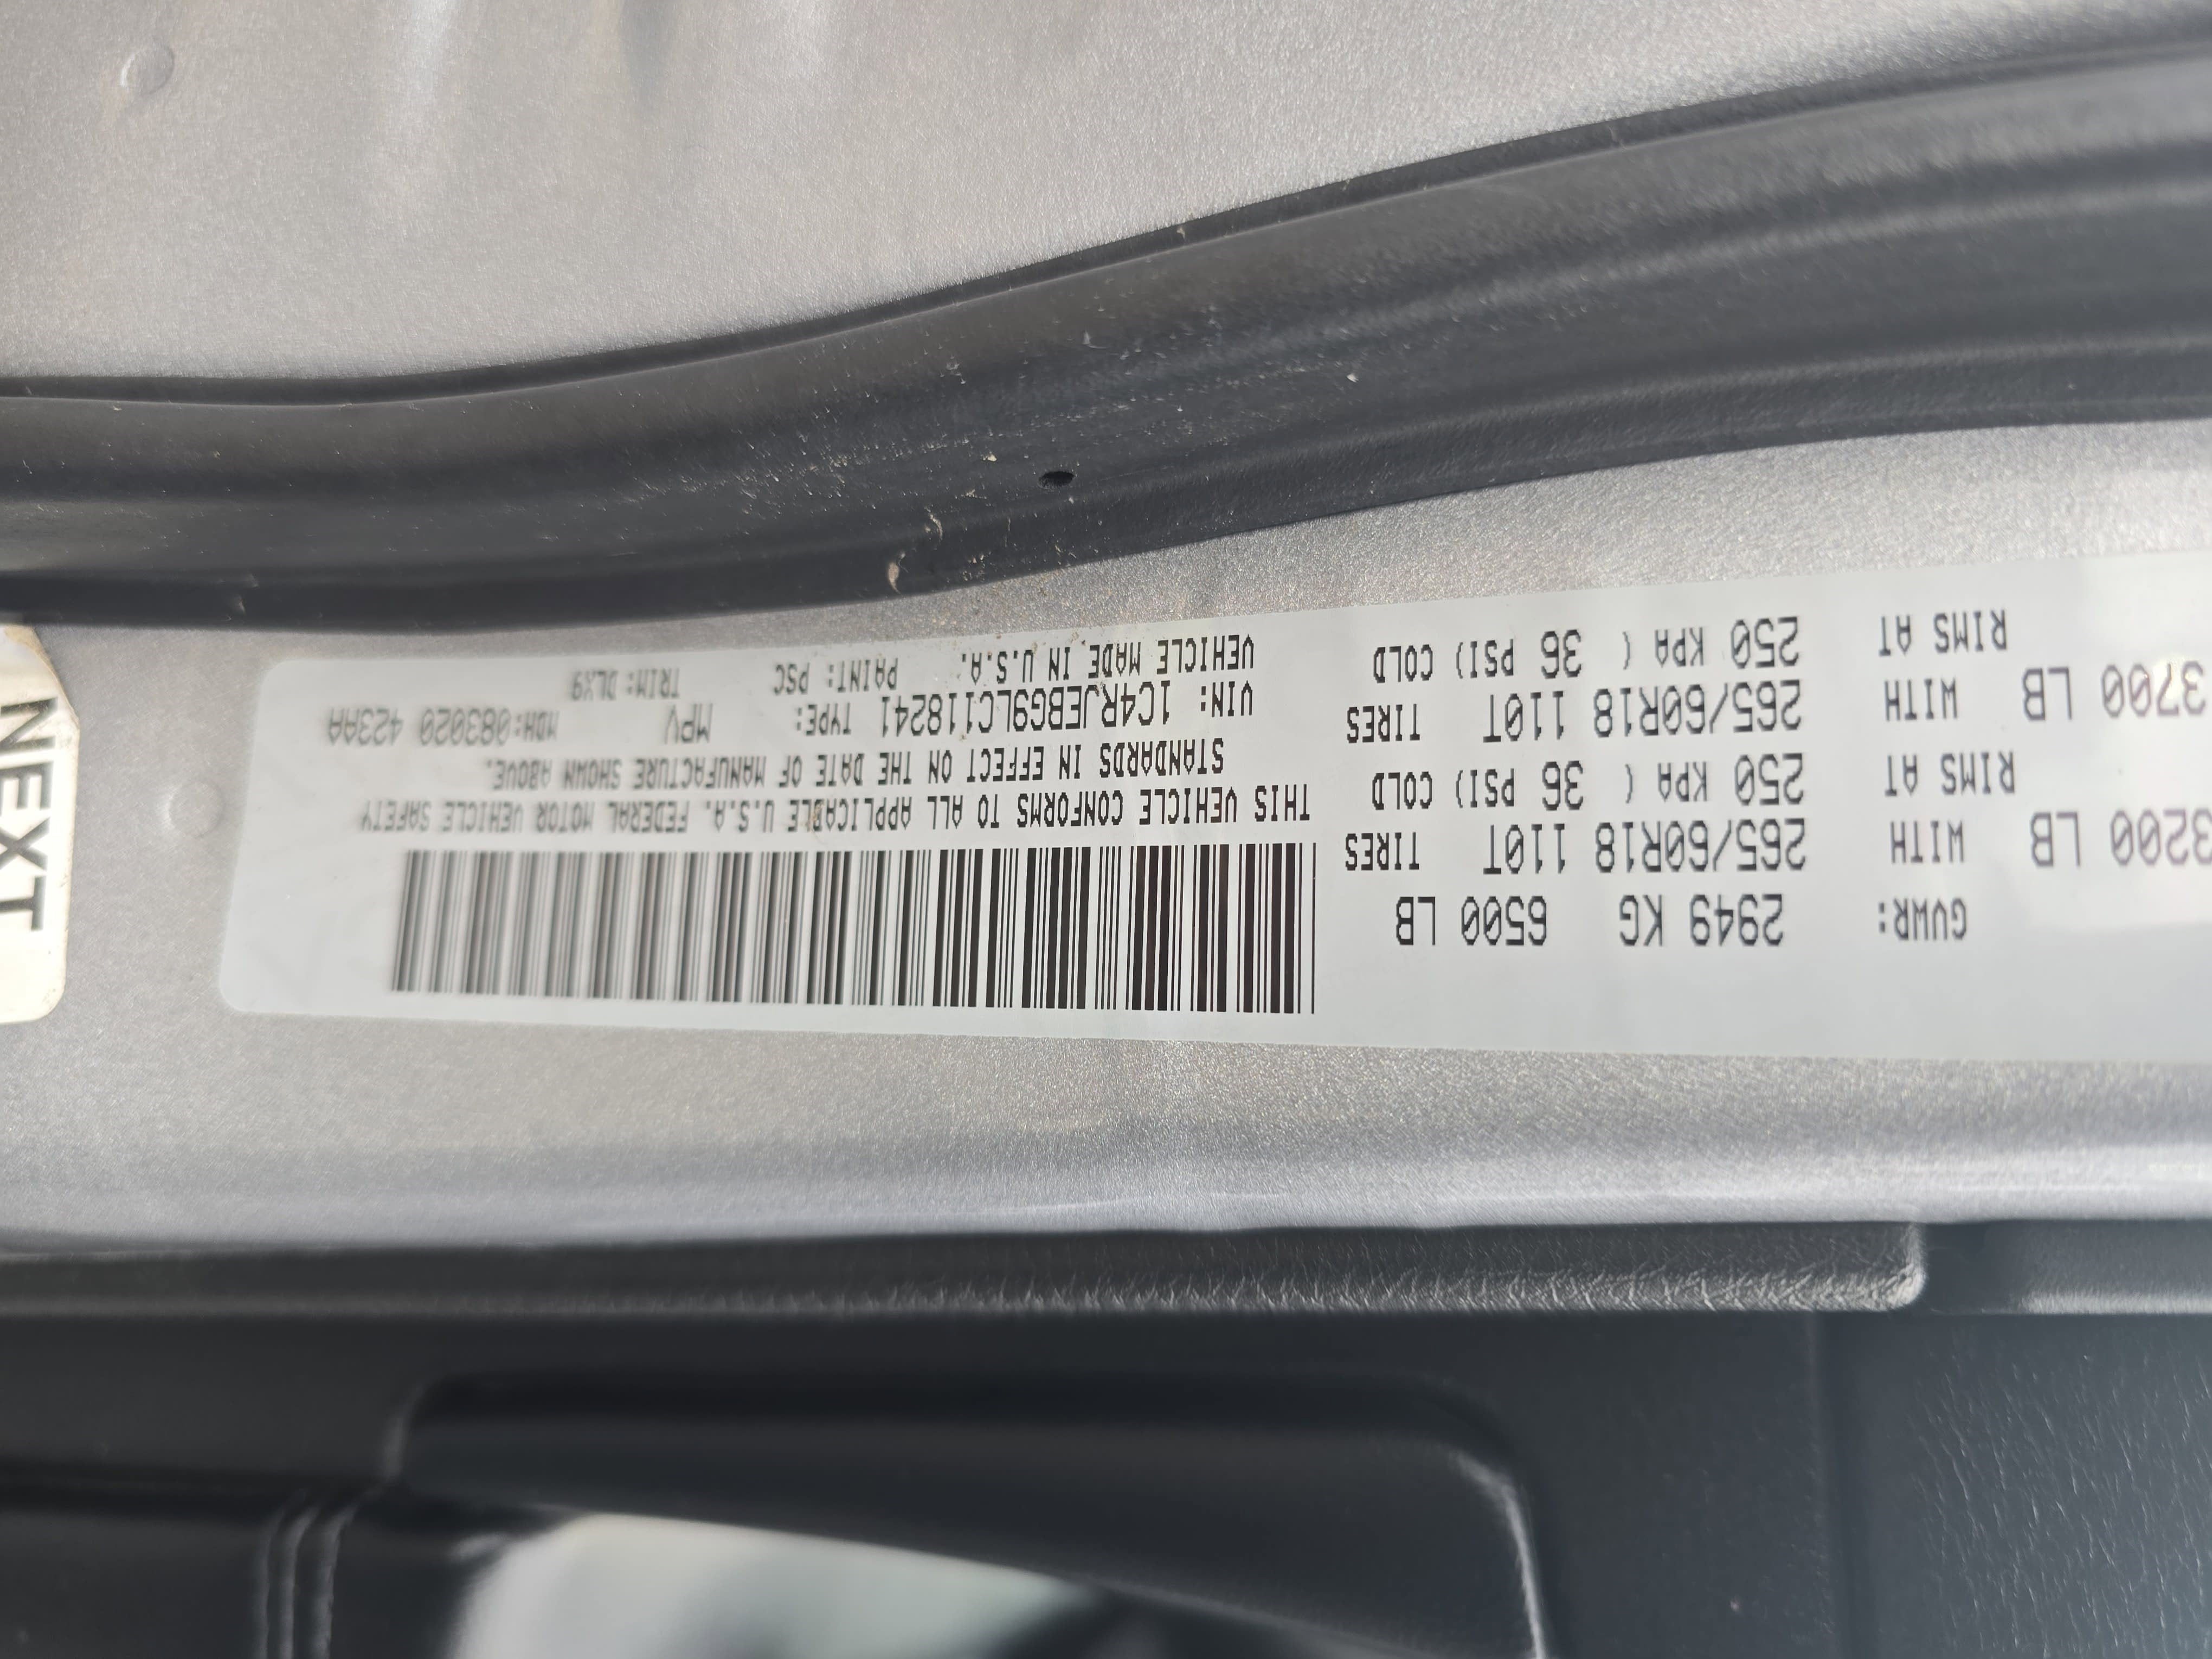 GVWR: 2949 KG 6500 LB
3200 LB WITH 265/60R18 110T TIRES
RIMS AT 250 KPA ( 36 PSI) COLD
3700 LB WITH 265/60R18 110T TIRES
RIMS AT 250 KPA ( 36 PSI) COLD
THIS VEHICLE CONFORMS TO ALL APPLICABLE U.S.A. FEDERAL MOTOR VEHICLE SAFETY
STANDARDS IN EFFECT ON THE DATE OF MANUFACTURE SHOWN ABOVE.
VIN: 1C4RJEBG9LC118241 TYPE: MPV MDH:083020 423AA
VEHICLE MADE IN U.S.A. PAINT: PSC TRIM: DLX9
NEXT